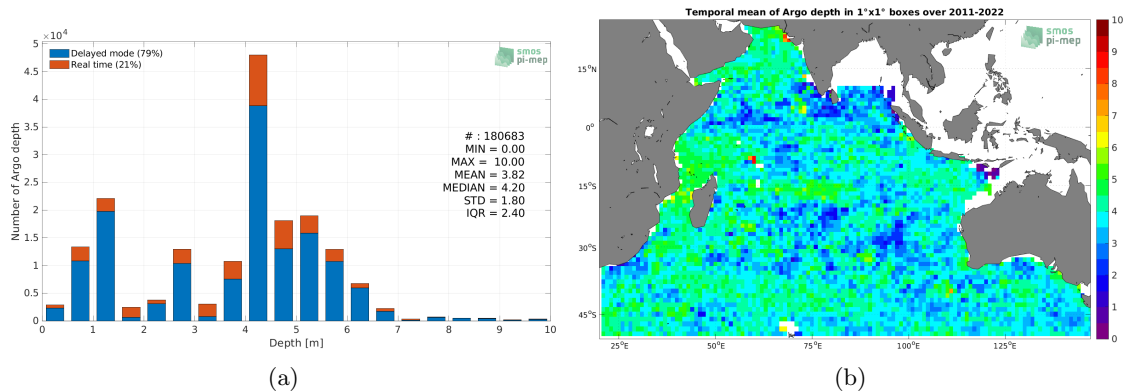 ×10⁴
5
4.5
4
3.5
3
2.5
2
1.5
1
0.5
0
Number of Argo depth
Delayed mode (79%)
Real time (21%)
smos
pi-mep
# : 180683
MIN = 0.00
MAX = 10.00
MEAN = 3.82
MEDIAN = 4.20
STD = 1.80
IQR = 2.40
0 1 2 3 4 5 6 7 8 9 10
Depth [m]
(a)
Temporal mean of Argo depth in 1°x1° boxes over 2011-2022
smos
pi-mep
15°N
0°
15°S
30°S
45°S
25°E 50°E 75°E 100°E 125°E
10
9
8
7
6
5
4
3
2
1
0
(b)